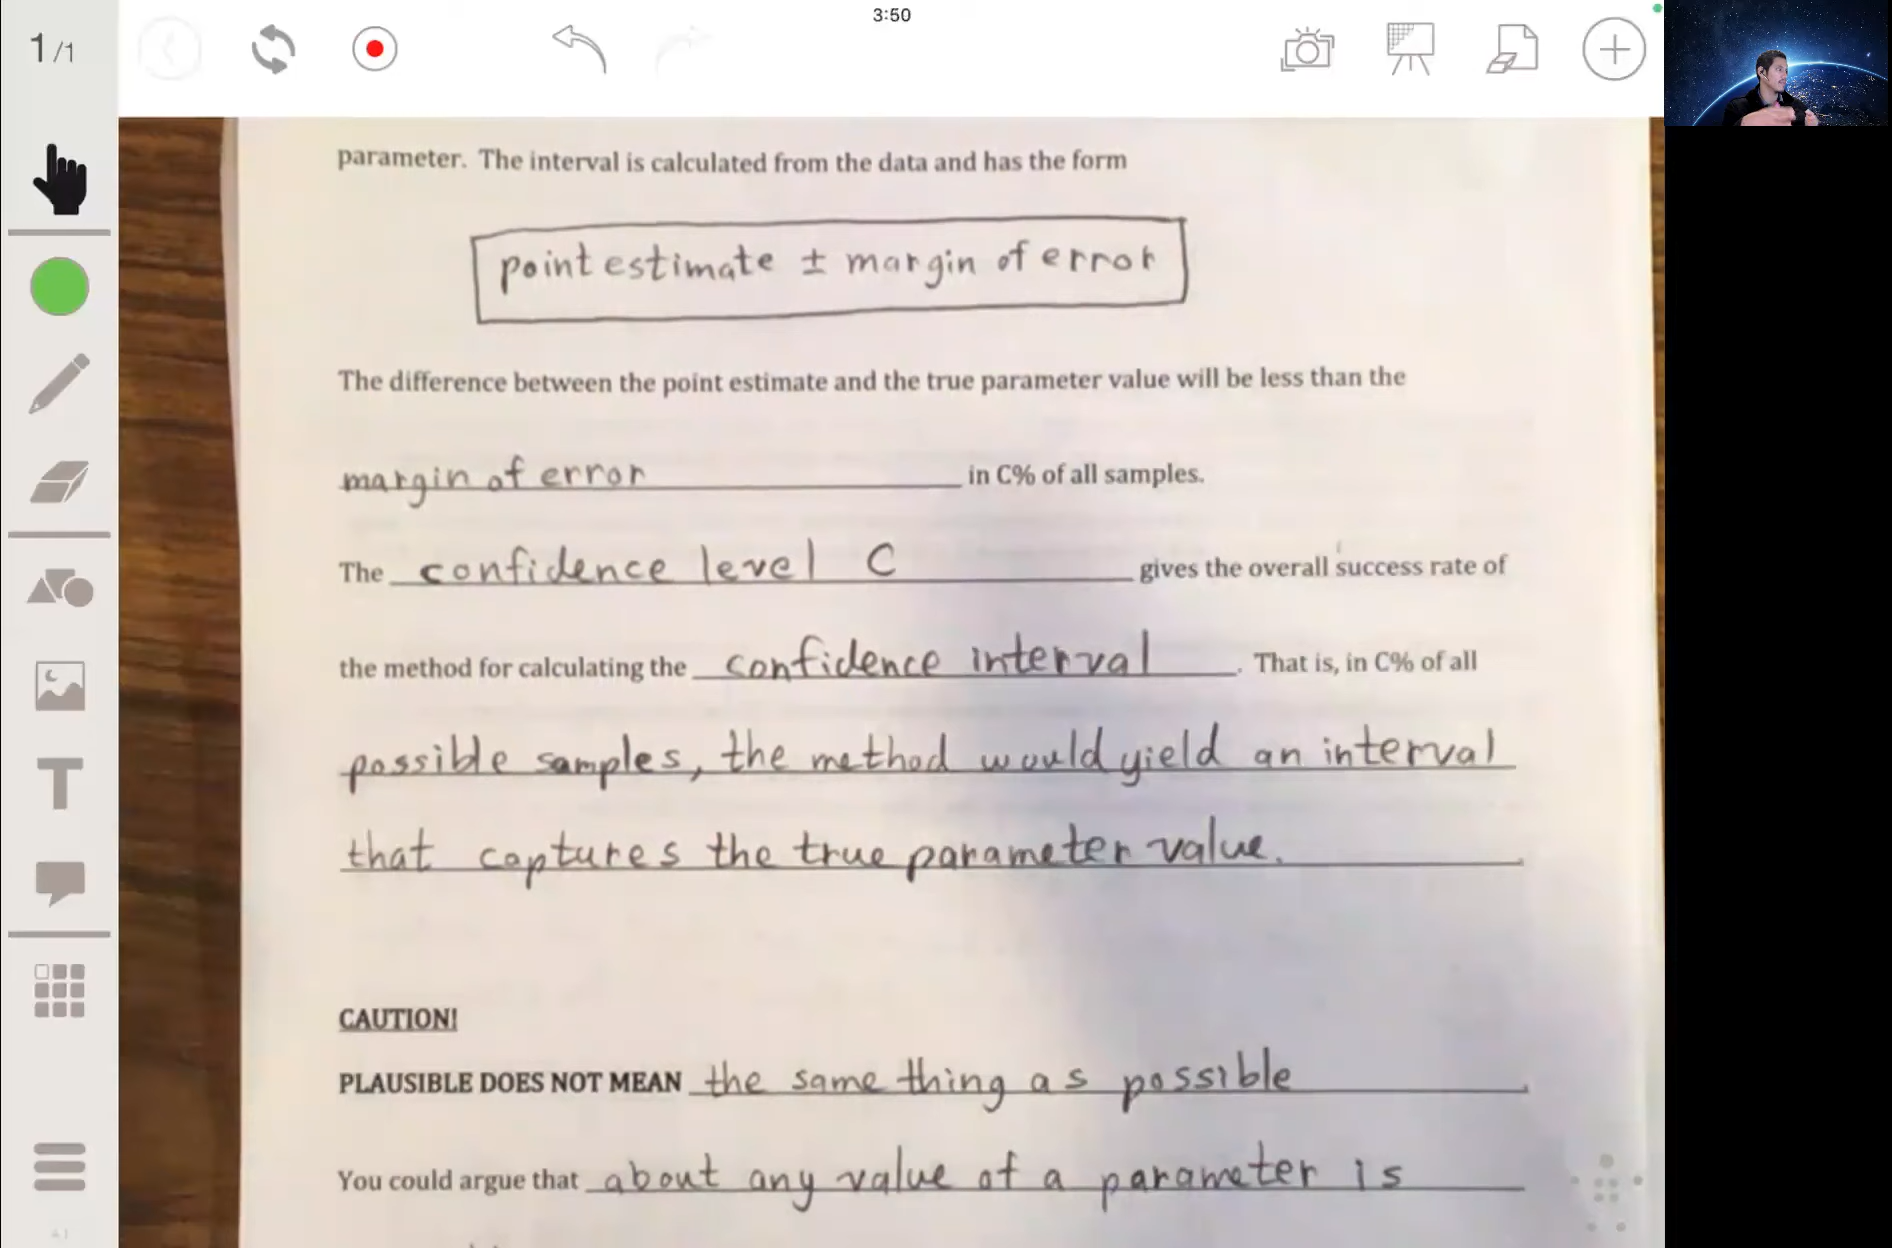 3:50
1/1
parameter. The interval is calculated from the data and has the form
point estimate ± margin of error
The difference between the point estimate and the true parameter value will be less than the
margin of error in C% of all samples.
The confidence level C gives the overall success rate of
the method for calculating the confidence interval. That is, in C% of all
possible samples, the method would yield an interval
that captures the true parameter value.
CAUTION!
PLAUSIBLE DOES NOT MEAN the same thing as possible.
You could argue that about any value of a parameter is